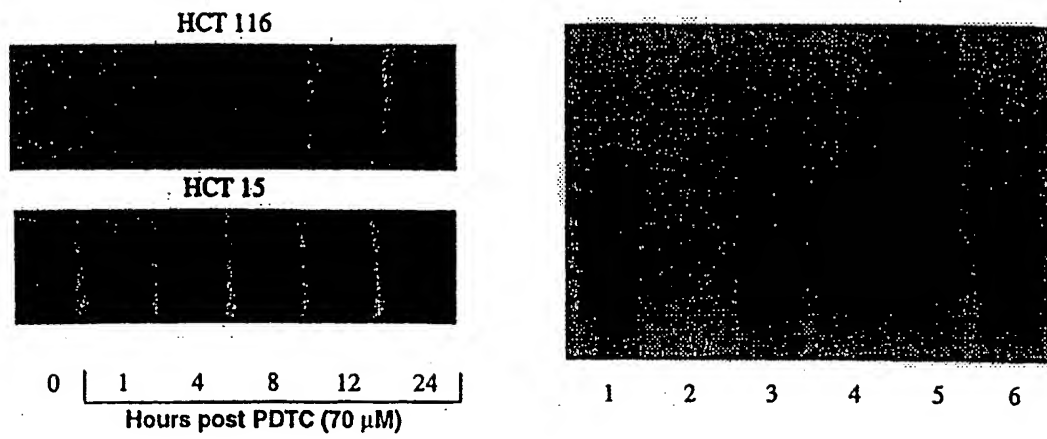 HCT 116
HCT 15
0 1 4 8 12 24
Hours post PDTC (70 μM)
1 2 3 4 5 6